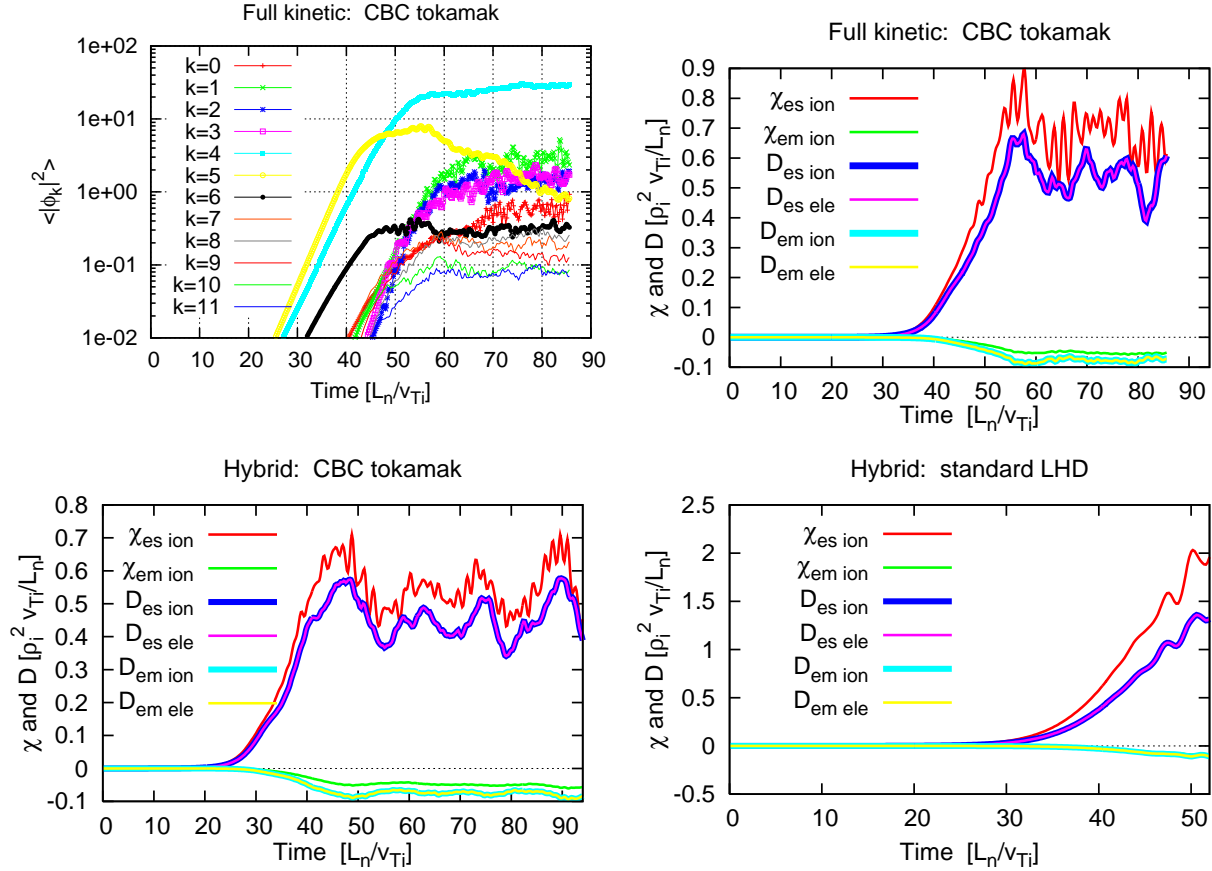 Full kinetic: CBC tokamak
<|ϕk|²>
1e+02
1e+01
1e+00
1e-01
1e-02
k=0
k=1
k=2
k=3
k=4
k=5
k=6
k=7
k=8
k=9
k=10
k=11
0 10 20 30 40 50 60 70 80 90
Time [Ln/vTi]
Full kinetic: CBC tokamak
χ and D [ρi² vTi/Ln]
0.9
0.8
0.7
0.6
0.5
0.4
0.3
0.2
0.1
0
-0.1
χes ion
χem ion
Des ion
Des ele
Dem ion
Dem ele
0 10 20 30 40 50 60 70 80 90
Time [Ln/vTi]
Hybrid: CBC tokamak
χ and D [ρi² vTi/Ln]
0.8
0.7
0.6
0.5
0.4
0.3
0.2
0.1
0
-0.1
χes ion
χem ion
Des ion
Des ele
Dem ion
Dem ele
0 10 20 30 40 50 60 70 80 90
Time [Ln/vTi]
Hybrid: standard LHD
χ and D [ρi² vTi/Ln]
2.5
2
1.5
1
0.5
0
-0.5
χes ion
χem ion
Des ion
Des ele
Dem ion
Dem ele
0 10 20 30 40 50
Time [Ln/vTi]